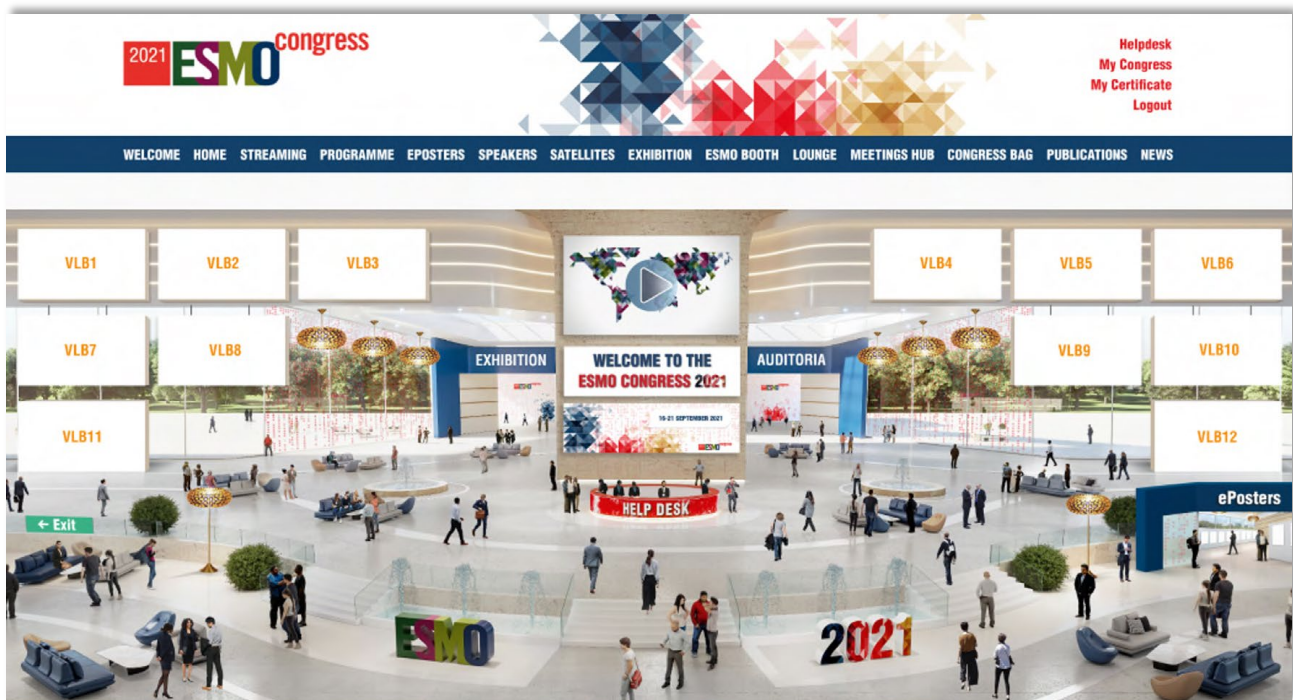 2021 ESMO congress
Helpdesk
My Congress
My Certificate
Logout
WELCOME HOME STREAMING PROGRAMME EPOSTERS SPEAKERS SATELLITES EXHIBITION ESMO BOOTH LOUNGE MEETINGS HUB CONGRESS BAG PUBLICATIONS NEWS
VLB1 VLB2 VLB3 VLB4 VLB5 VLB6
VLB7 VLB8 VLB9 VLB10
EXHIBITION
WELCOME TO THE
ESMO CONGRESS 2021
AUDITORIA
16-21 SEPTEMBER 2021
ESMO congress
VLB11 VLB12
ePosters
HELP DESK
← Exit
ESMO 2021